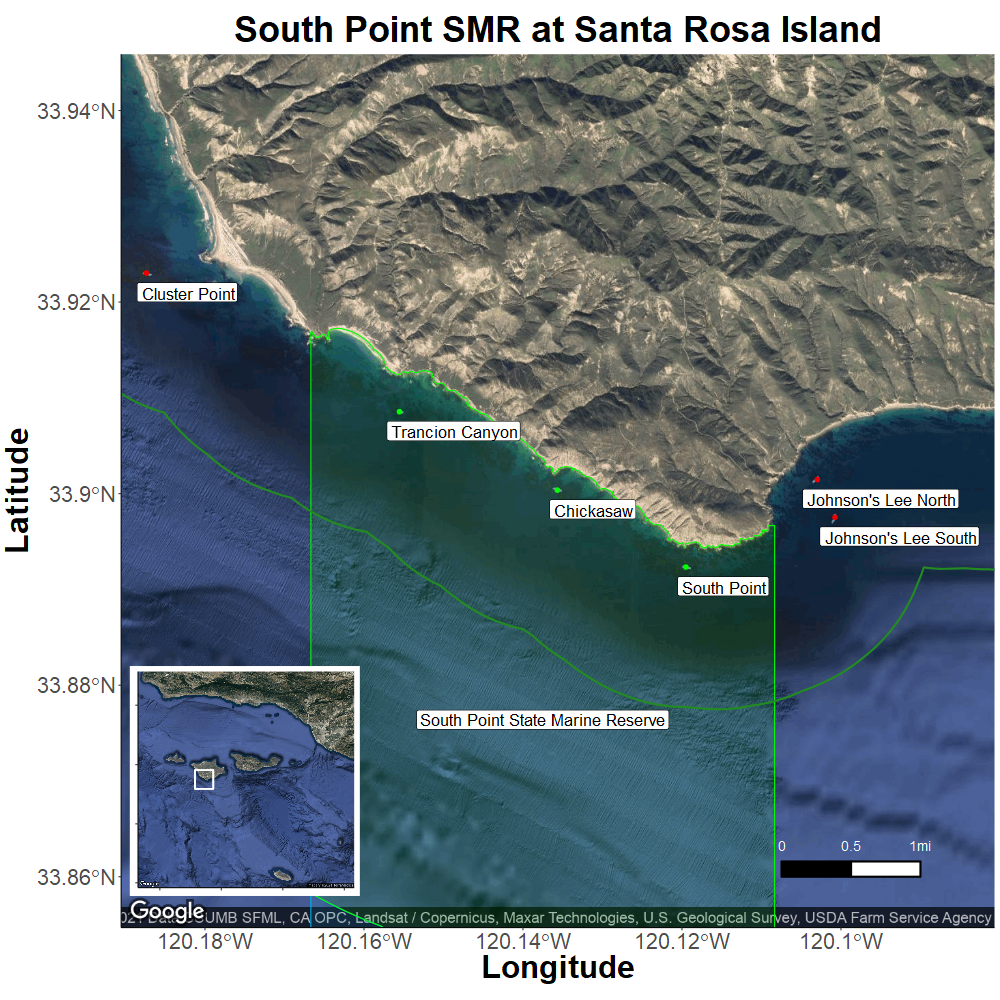 South Point SMR at Santa Rosa Island
33.94°N
33.92°N
33.9°N
33.88°N
33.86°N
Latitude
Cluster Point
Trancion Canyon
Chickasaw
South Point
Johnson's Lee North
Johnson's Lee South
South Point State Marine Reserve
0 0.5 1mi
Google
SUMB SFML, CA OPC, Landsat / Copernicus, Maxar Technologies, U.S. Geological Survey, USDA Farm Service Agency
Google
120.18°W 120.16°W 120.14°W 120.12°W 120.1°W
Longitude